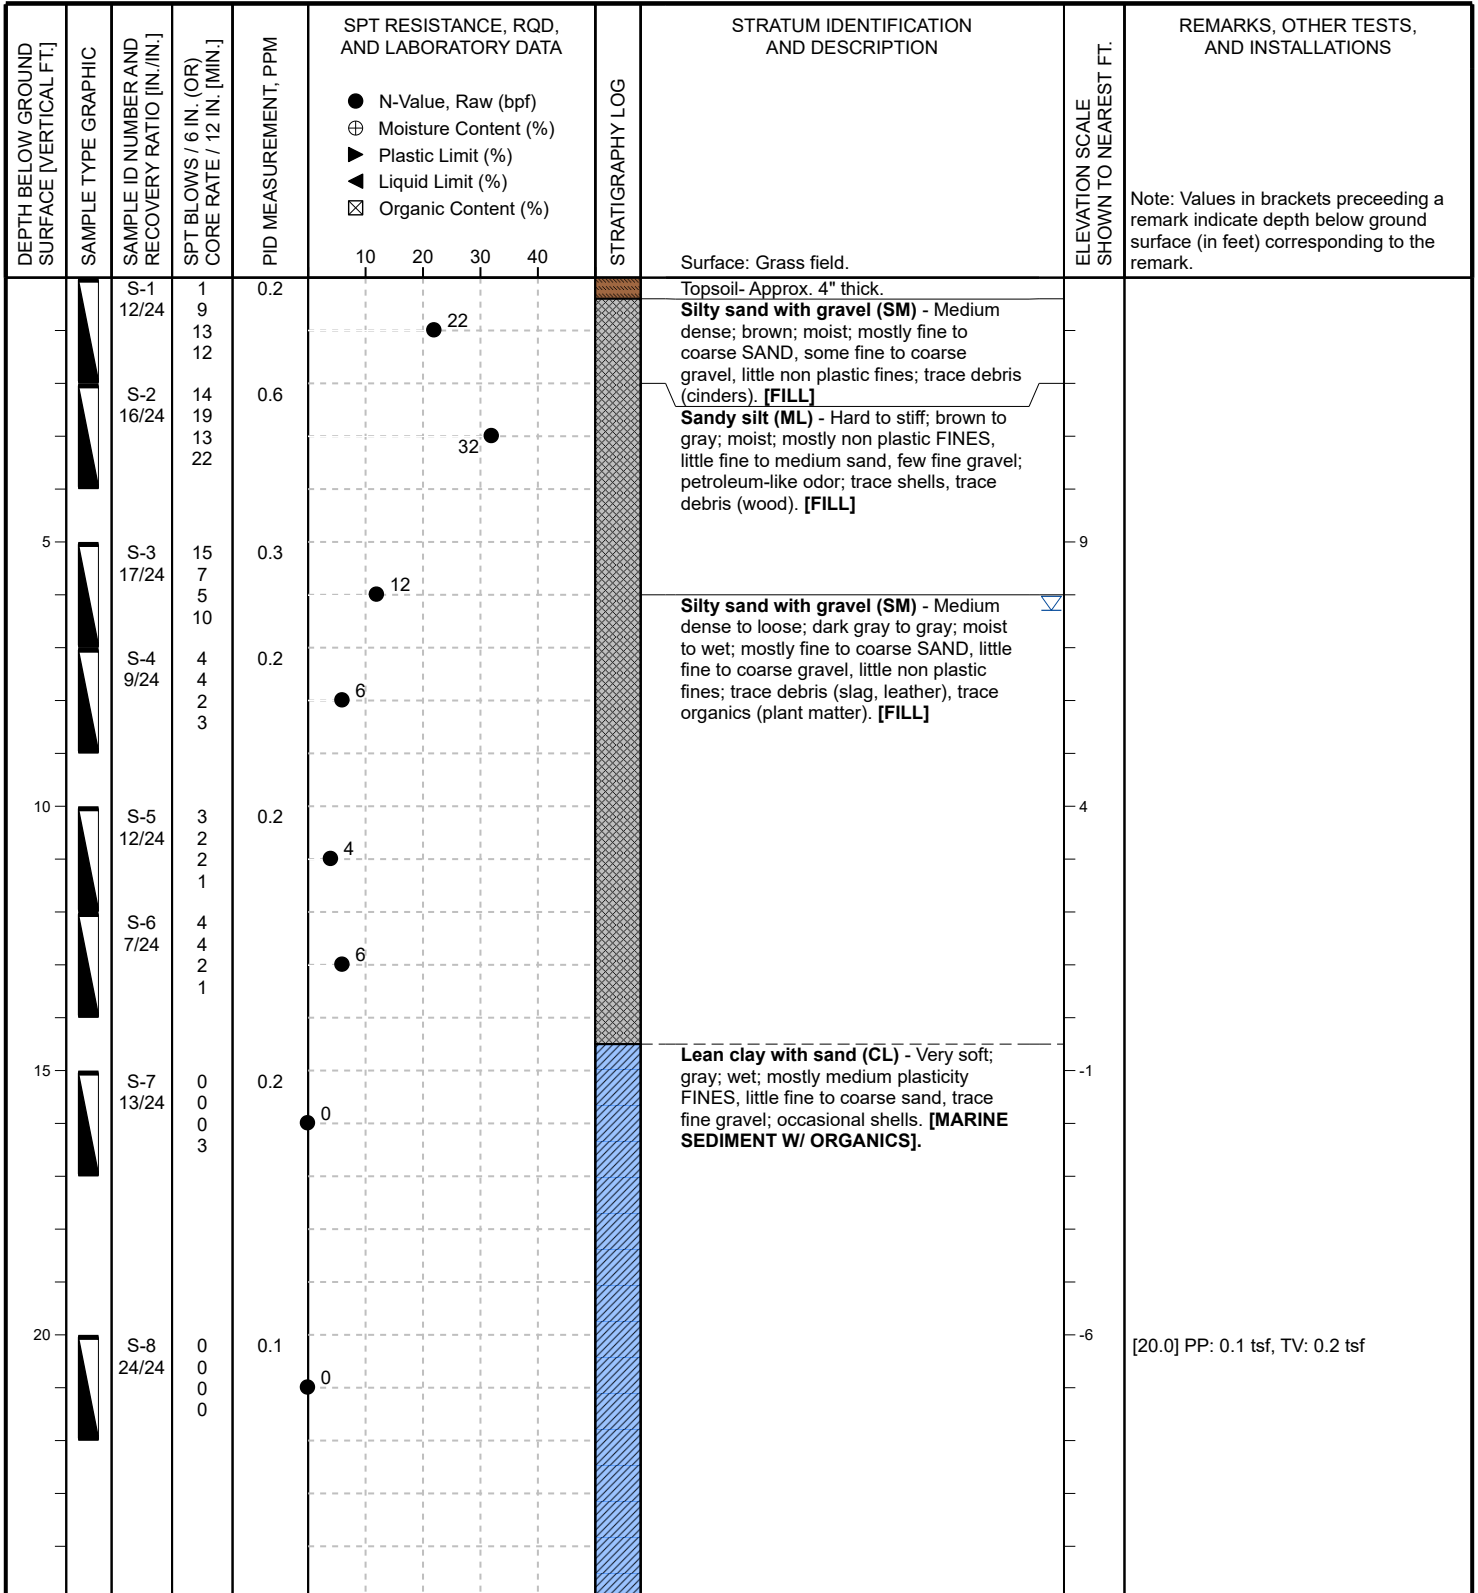 DEPTH BELOW GROUND
SURFACE [VERTICAL FT.]
SAMPLE TYPE GRAPHIC
SAMPLE ID NUMBER AND
RECOVERY RATIO [IN./IN.]
SPT BLOWS / 6 IN. (OR)
CORE RATE / 12 IN. [MIN.]
PID MEASUREMENT, PPM
SPT RESISTANCE, RQD,
AND LABORATORY DATA
N-Value, Raw (bpf)
Moisture Content (%)
Plastic Limit (%)
Liquid Limit (%)
Organic Content (%)
10 20 30 40
STRATIGRAPHY LOG
STRATUM IDENTIFICATION
AND DESCRIPTION
Surface: Grass field.
ELEVATION SCALE
SHOWN TO NEAREST FT.
REMARKS, OTHER TESTS,
AND INSTALLATIONS
Note: Values in brackets preceeding a
remark indicate depth below ground
surface (in feet) corresponding to the
remark.
S-1
12/24
1
9
13
12
0.2
22
Topsoil- Approx. 4" thick.
Silty sand with gravel (SM) - Medium
dense; brown; moist; mostly fine to
coarse SAND, some fine to coarse
gravel, little non plastic fines; trace debris
(cinders). [FILL]
S-2
16/24
14
19
13
22
0.6
32
Sandy silt (ML) - Hard to stiff; brown to
gray; moist; mostly non plastic FINES,
little fine to medium sand, few fine gravel;
petroleum-like odor; trace shells, trace
debris (wood). [FILL]
5
S-3
17/24
15
7
5
10
0.3
12
9
Silty sand with gravel (SM) - Medium
dense to loose; dark gray to gray; moist
to wet; mostly fine to coarse SAND, little
fine to coarse gravel, little non plastic
fines; trace debris (slag, leather), trace
organics (plant matter). [FILL]
S-4
9/24
4
4
2
3
0.2
6
10
S-5
12/24
3
2
2
1
0.2
4
4
S-6
7/24
4
4
2
1
6
Lean clay with sand (CL) - Very soft;
gray; wet; mostly medium plasticity
FINES, little fine to coarse sand, trace
fine gravel; occasional shells. [MARINE
SEDIMENT W/ ORGANICS].
15
S-7
13/24
0
0
0
3
0.2
0
-1
20
S-8
24/24
0
0
0
0
0.1
0
-6
[20.0] PP: 0.1 tsf, TV: 0.2 tsf